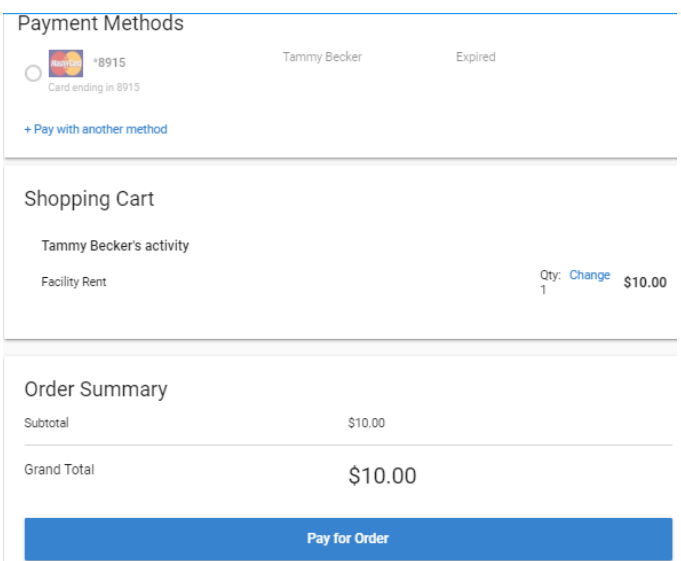 Payment Methods
MasterCard *8915 Tammy Becker Expired
Card ending in 8915
+ Pay with another method
Shopping Cart
Tammy Becker's activity
Facility Rent Qty: 1 Change $10.00
Order Summary
Subtotal $10.00
Grand Total $10.00
Pay for Order